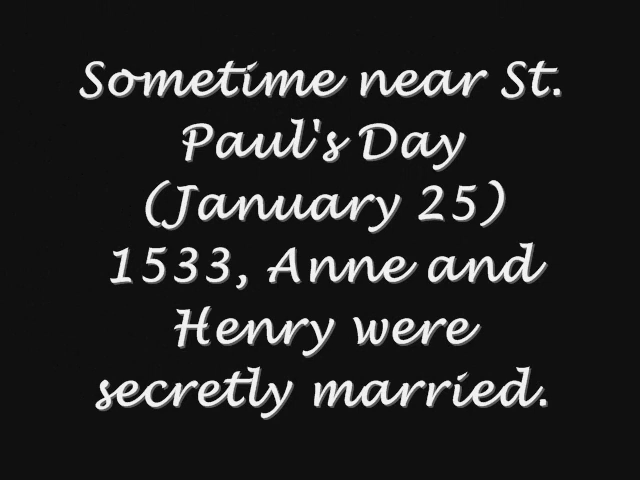 Sometime near St.
Paul's Day
(January 25)
1533, Anne and
Henry were
secretly married.